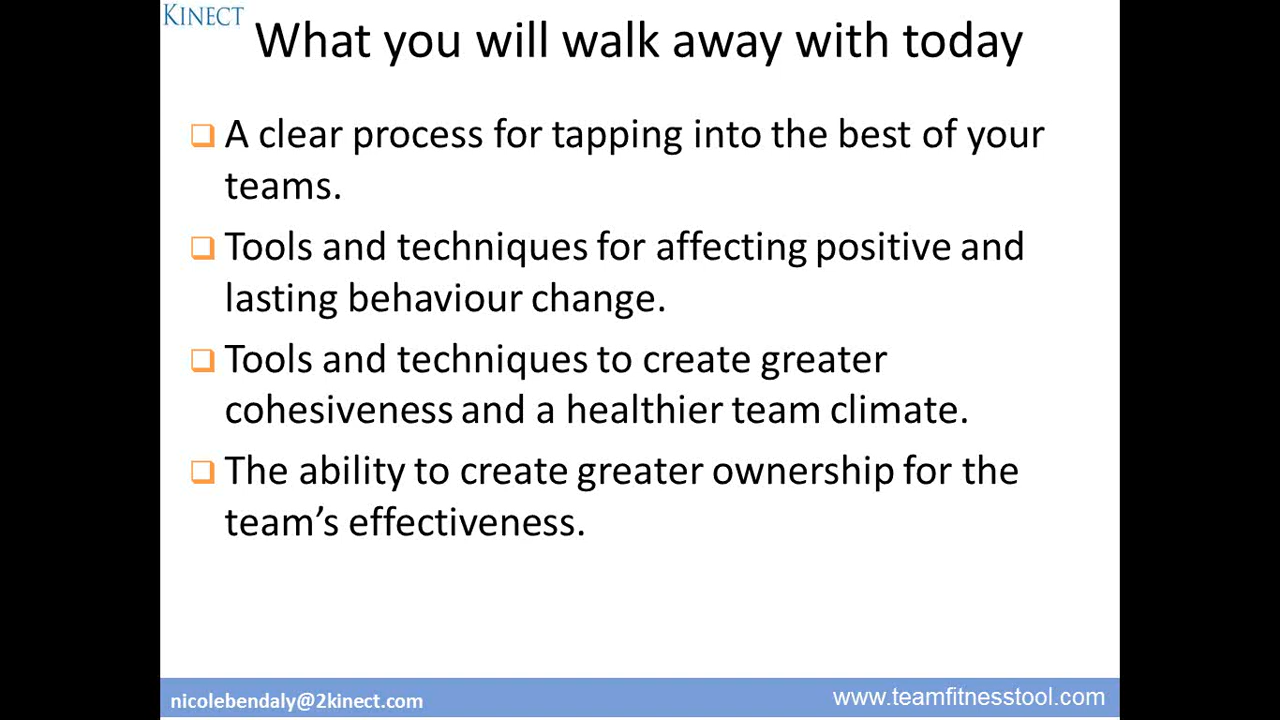 KINECT
What you will walk away with today
A clear process for tapping into the best of your
teams.
Tools and techniques for affecting positive and
lasting behaviour change.
Tools and techniques to create greater
cohesiveness and a healthier team climate.
The ability to create greater ownership for the
team’s effectiveness.
nicolebendaly@2kinect.com
www.teamfitnesstool.com